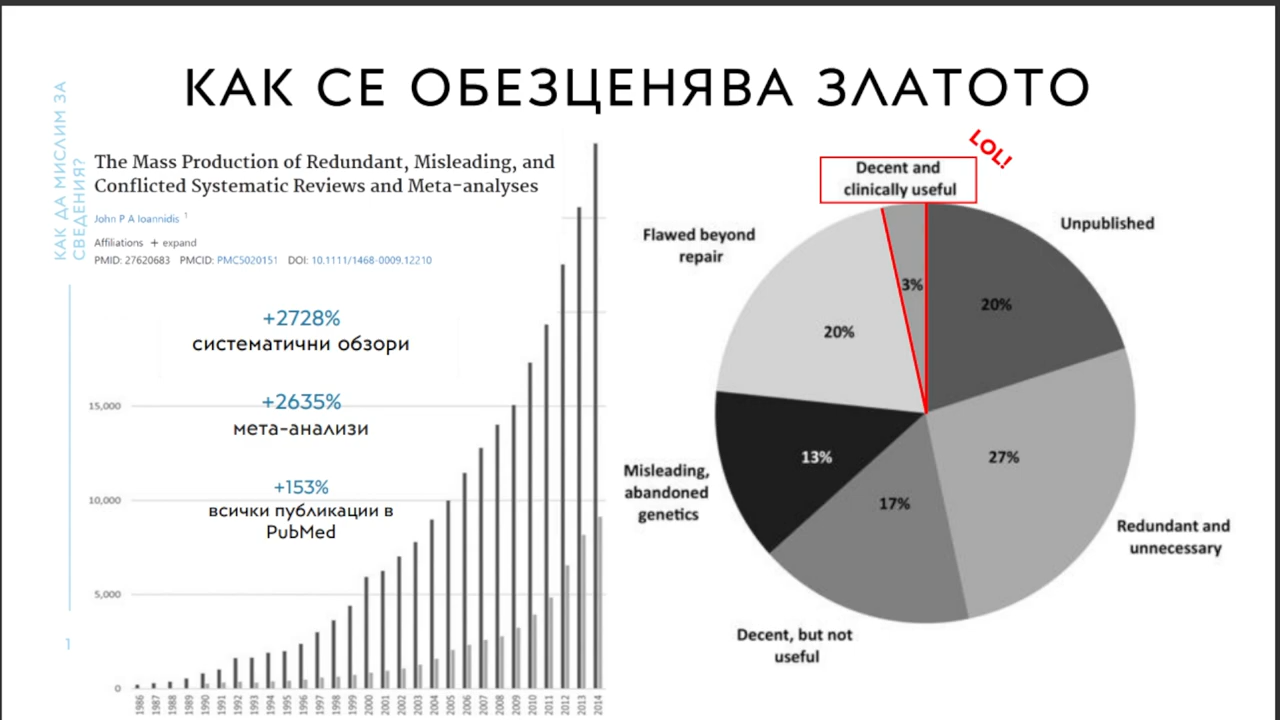 КАК СЕ ОБЕЗЦЕНЯВА ЗЛАТОТО
КАК ДА МИСЛИМ ЗА
СВЕДЕНИЯ?
1
The Mass Production of Redundant, Misleading, and
Conflicted Systematic Reviews and Meta-analyses
John P A Ioannidis 1
Affiliations + expand
PMID: 27620683 PMCID: PMC5020151 DOI: 10.1111/1468-0009.12210
+2728%
систематични обзори
+2635%
мета-анализи
+153%
всички публикации в
PubMed
15,000
10,000
5,000
0
1986 1987 1988 1989 1990 1991 1992 1993 1994 1995 1996 1997 1998 1999 2000 2001 2002 2003 2004 2005 2006 2007 2008 2009 2010 2011 2012 2013 2014
LOL!
Decent and
clinically useful
3%
Unpublished
20%
Redundant and
unnecessary
27%
Decent, but not
useful
17%
Misleading,
abandoned
genetics
13%
Flawed beyond
repair
20%